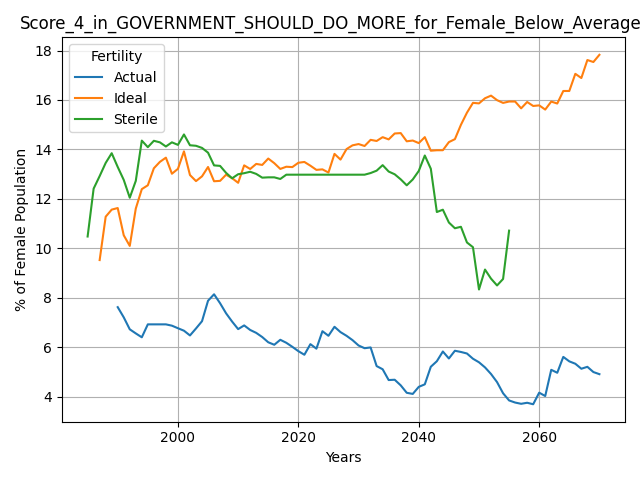 Score_4_in_GOVERNMENT_SHOULD_DO_MORE_for_Female_Below_Average
Fertility
Actual
Ideal
Sterile
% of Female Population
18
16
14
12
10
8
6
4
2000 2020 2040 2060
Years